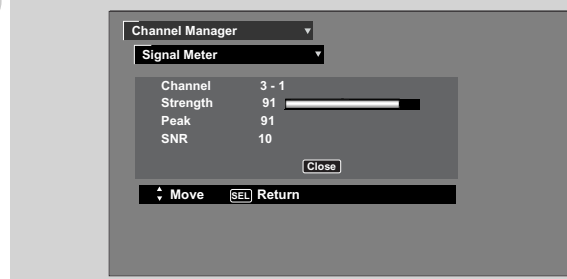 Channel Manager
Signal Meter
Channel 3 - 1
Strength 91
Peak 91
SNR 10
Close
Move SEL Return